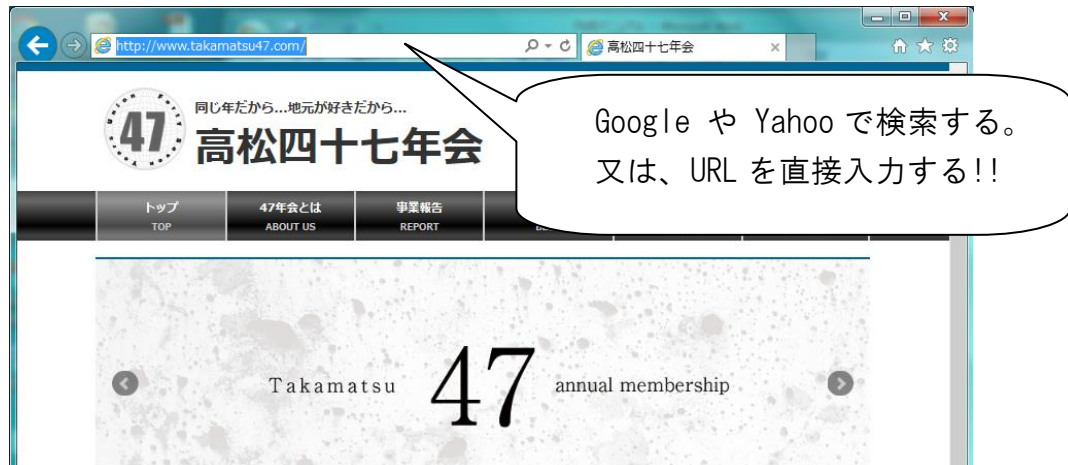 http://www.takamatsu47.com/
高松四十七年会
Google や Yahoo で検索する。
又は、URL を直接入力する!!
同じ年だから...地元が好きだから...
47
高松四十七年会
トップ
TOP
47年会とは
ABOUT US
事業報告
REPORT
Takamatsu 47 annual membership